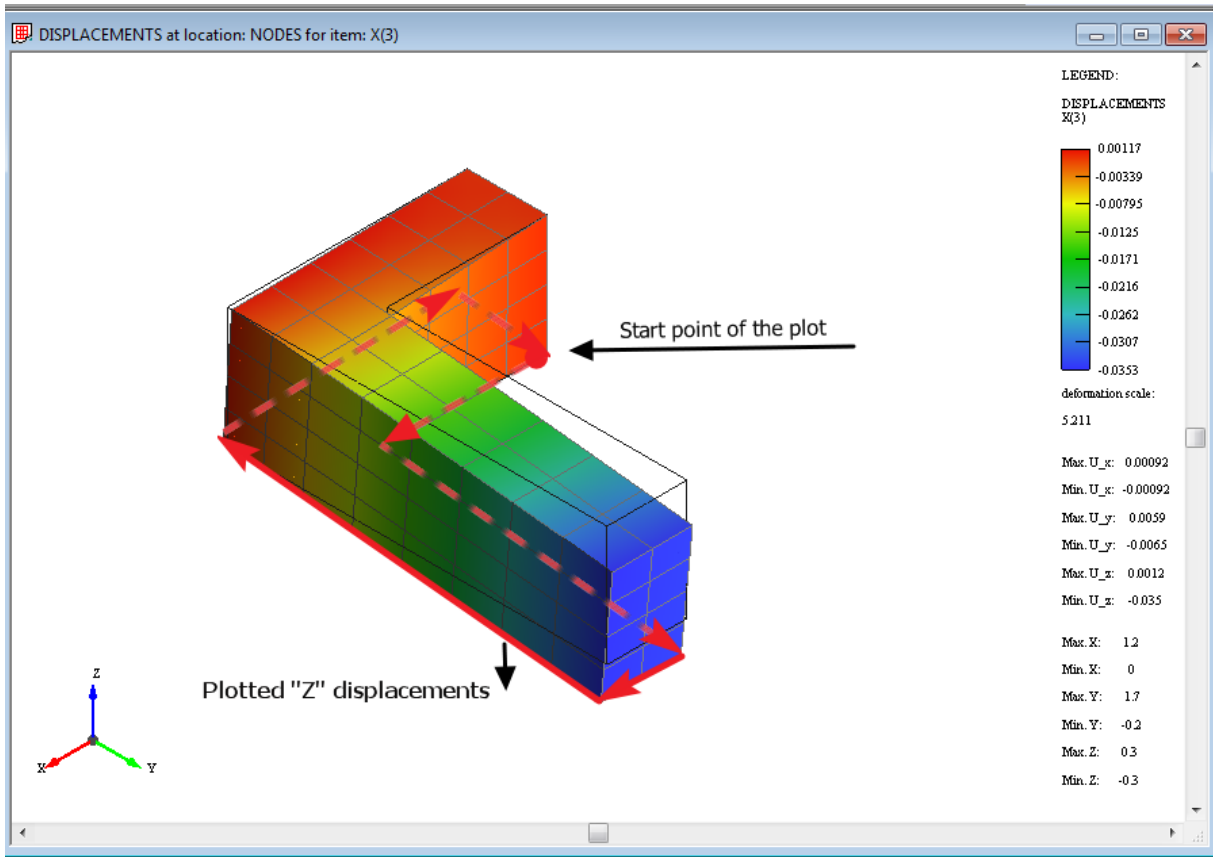 DISPLACEMENTS at location: NODES for item: X(3)
LEGEND:
DISPLACEMENTS
X(3)
0.00117
-0.00339
-0.00795
-0.0125
-0.0171
-0.0216
-0.0262
-0.0307
-0.0353
deformation scale:
5.211
Max. U_x: 0.00092
Min. U_x: -0.00092
Max. U_y: 0.0059
Min. U_y: -0.0065
Max. U_z: 0.0012
Min. U_z: -0.035
Max. X: 1.2
Min. X: 0
Max. Y: 1.7
Min. Y: -0.2
Max. Z: 0.3
Min. Z: -0.3
Start point of the plot
Plotted "Z" displacements
Z
X
Y